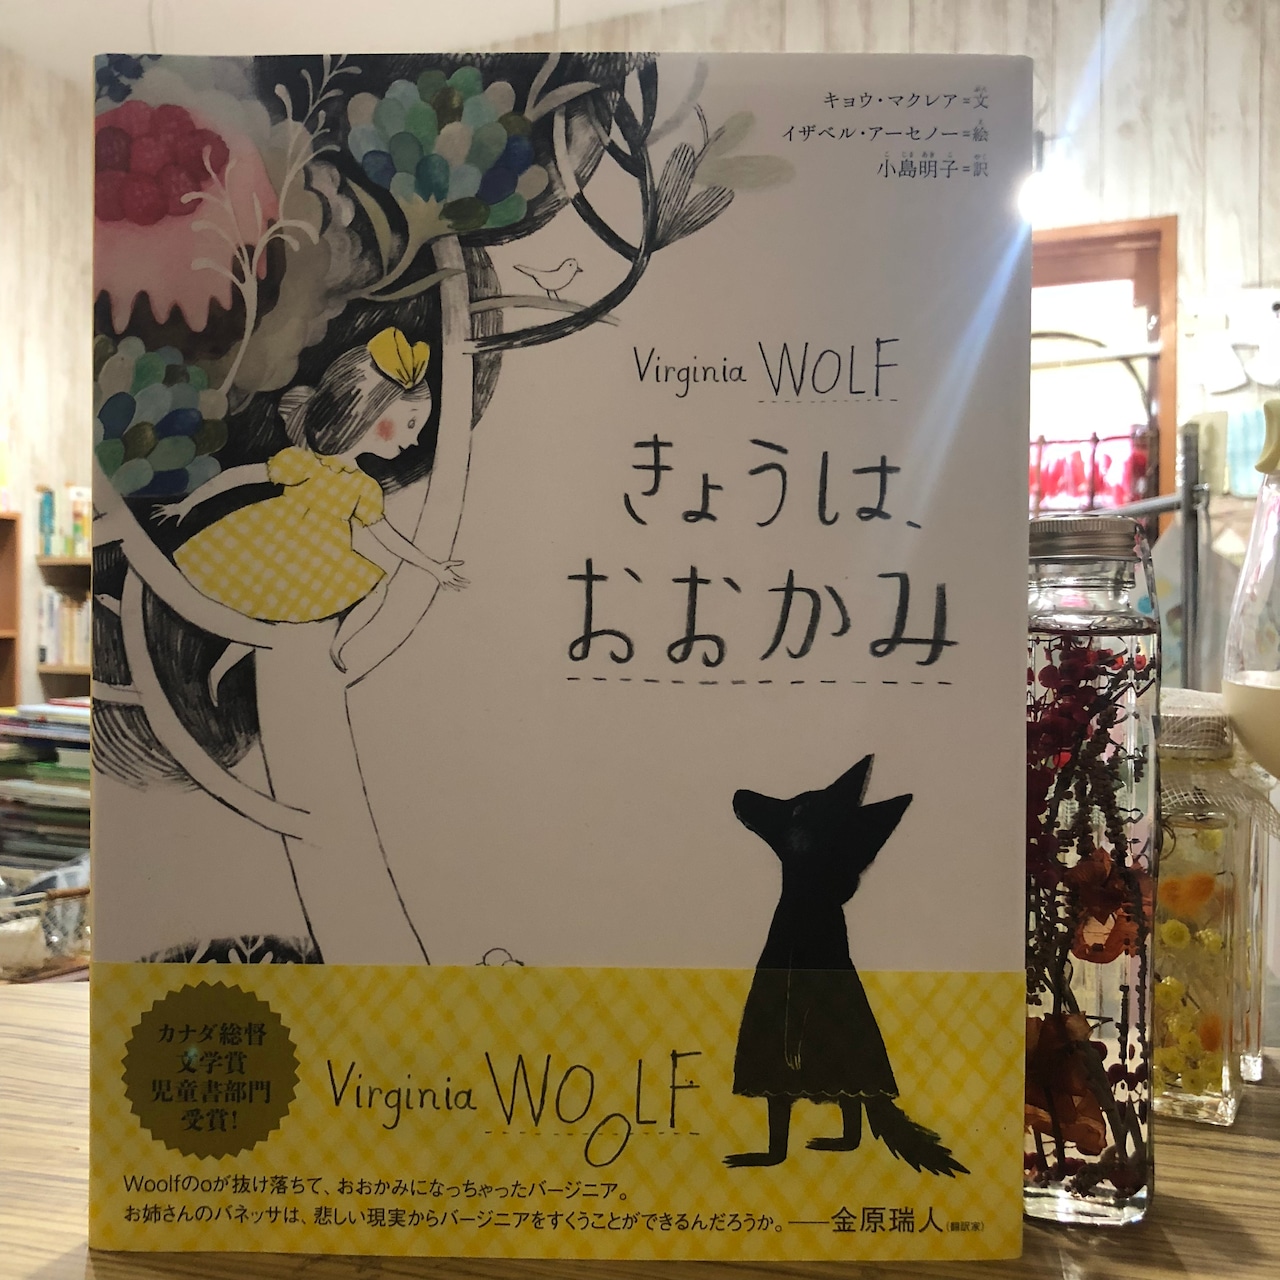 キョウ・マクレア=文
イザベル・アーセノー=絵
小島明子=訳
Virginia WOLF
きょうは、
おおかみ
カナダ総督
文学賞
児童書部門
受賞!
Virginia WOoLF
Woolfのoが抜け落ちて、おおかみになっちゃったバージニア。
お姉さんのバネッサは、悲しい現実からバージニアをすくうことができるんだろうか。——金原瑞人(翻訳家)